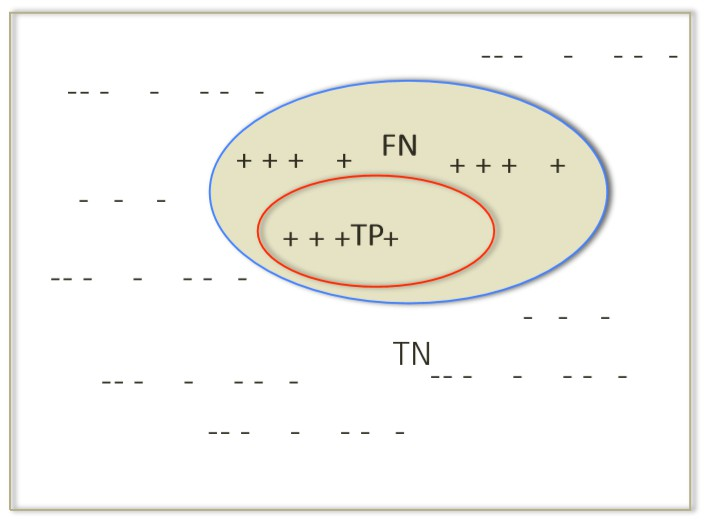 -- -   -   - -  -
-- -   -   - -  -
FN
+ + +   +
+ + +   +
-  -  -
+ + +TP+
-- -   -   - -  -
-  -  -
TN
-- -   -   - -  -
-- -   -   - -  -
-- -   -   - -  -